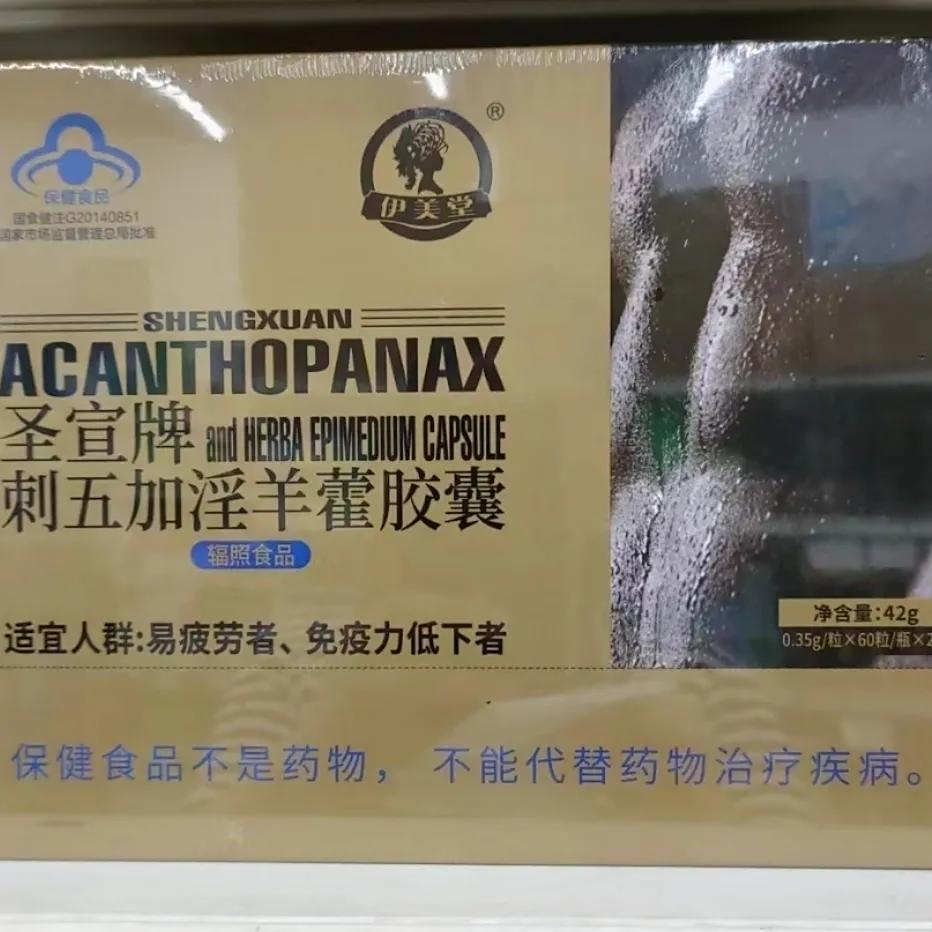 保健食品
国食健注G20140851
国家市场监督管理总局批准
®
伊美堂
SHENGXUAN
ACANTHOPANAX
圣宣牌 and HERBA EPIMEDIUM CAPSULE
刺五加淫羊藿胶囊
辐照食品
适宜人群:易疲劳者、免疫力低下者
净含量:42g
0.35g/粒×60粒/瓶×2
保健食品不是药物， 不能代替药物治疗疾病。